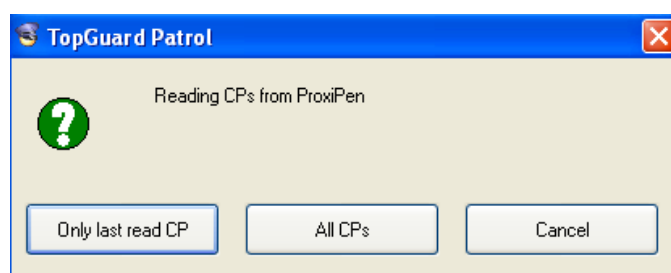 TopGuard Patrol
Reading CPs from ProxiPen
?
Only last read CP
All CPs
Cancel